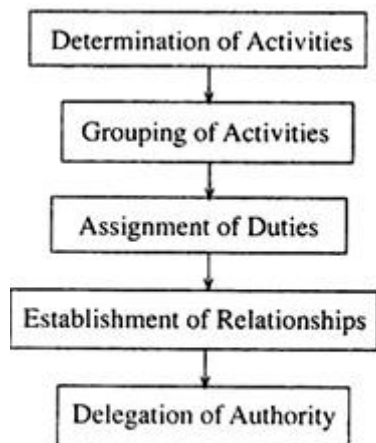 Determination of Activities
Grouping of Activities
Assignment of Duties
Establishment of Relationships
Delegation of Authority